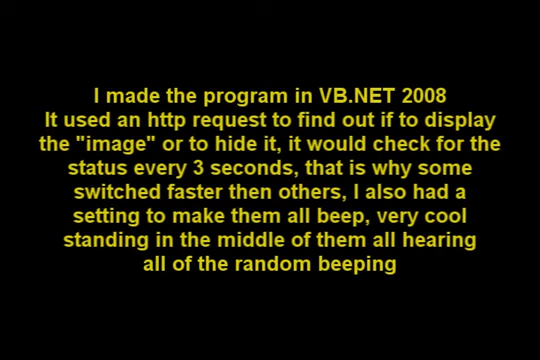 I made the program in VB.NET 2008
It used an http request to find out if to display
the "image" or to hide it, it would check for the
status every 3 seconds, that is why some
switched faster then others, I also had a
setting to make them all beep, very cool
standing in the middle of them all hearing
all of the random beeping